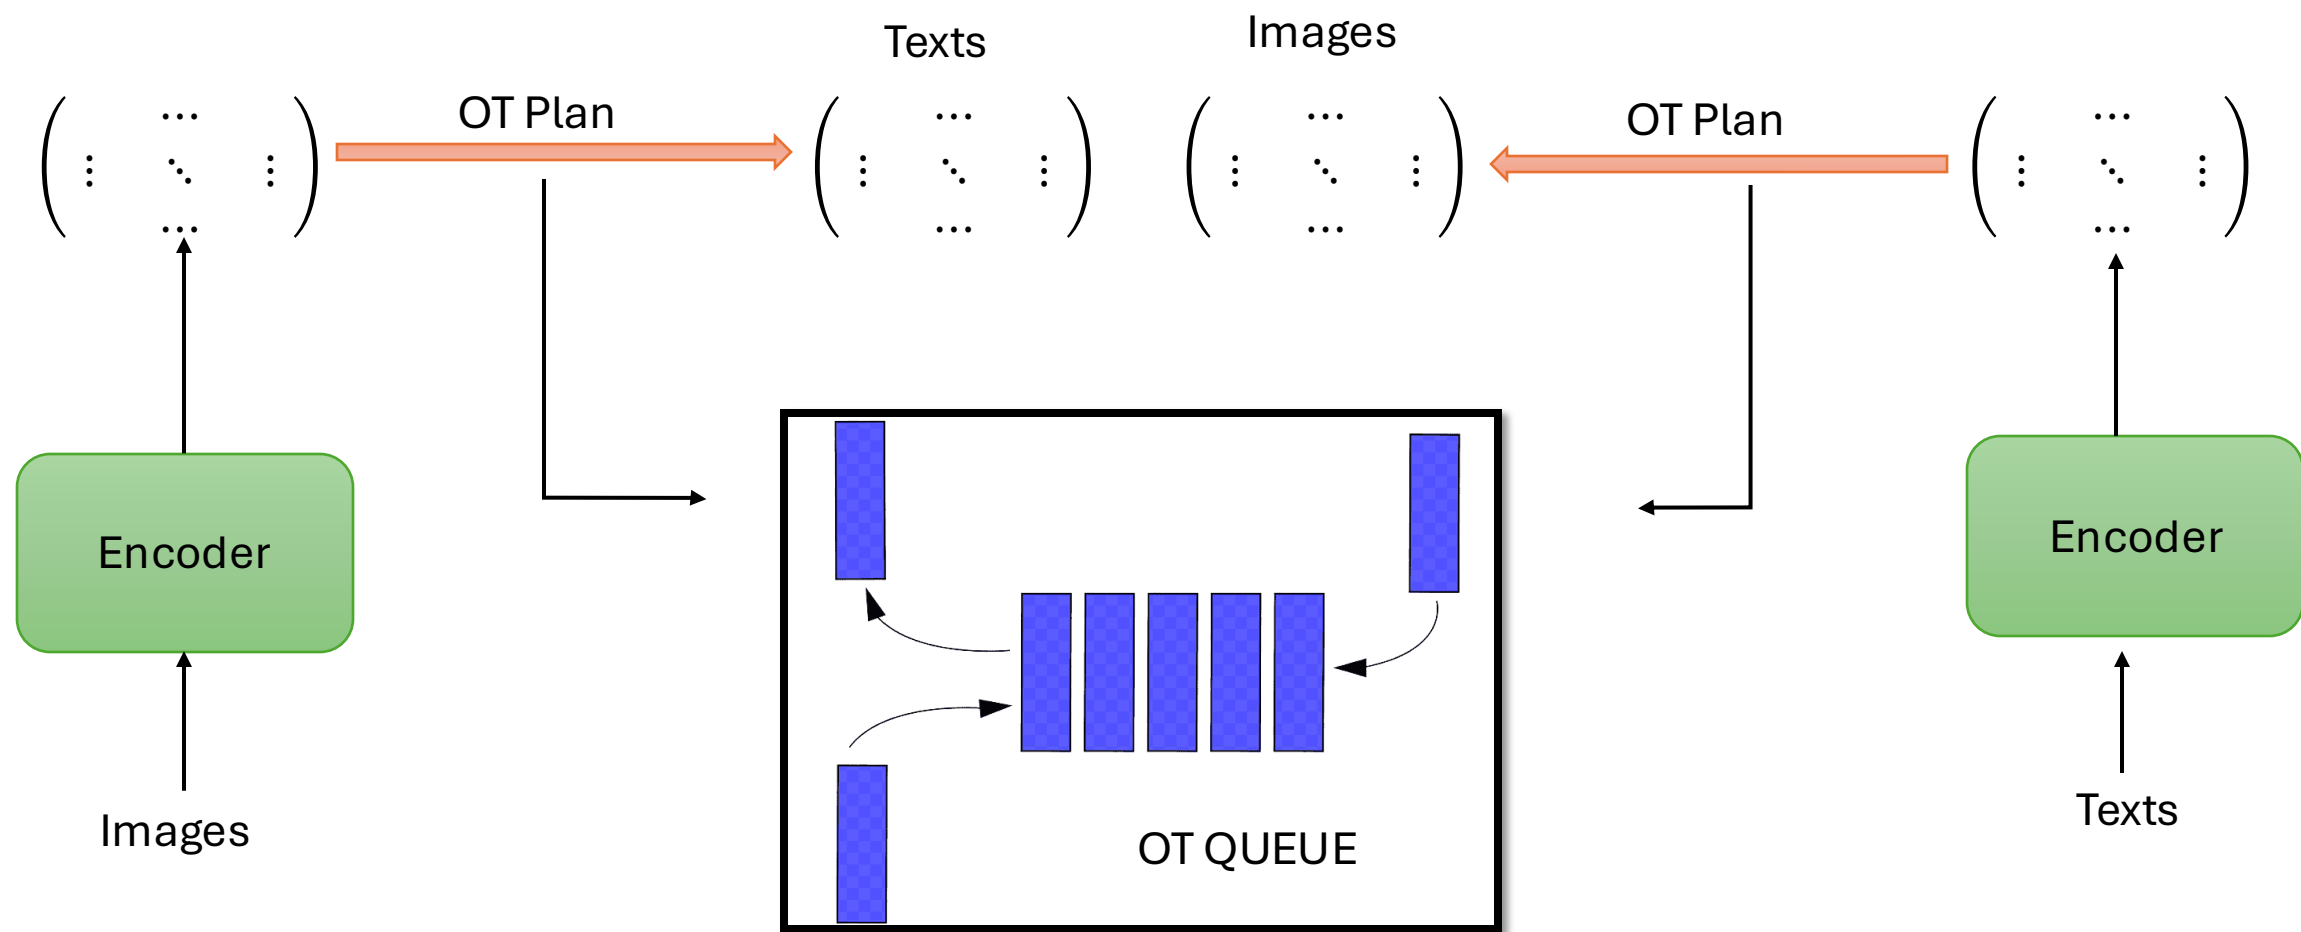 Texts
Images
OT Plan
OT Plan
Encoder
Encoder
Images
Texts
OT QUEUE